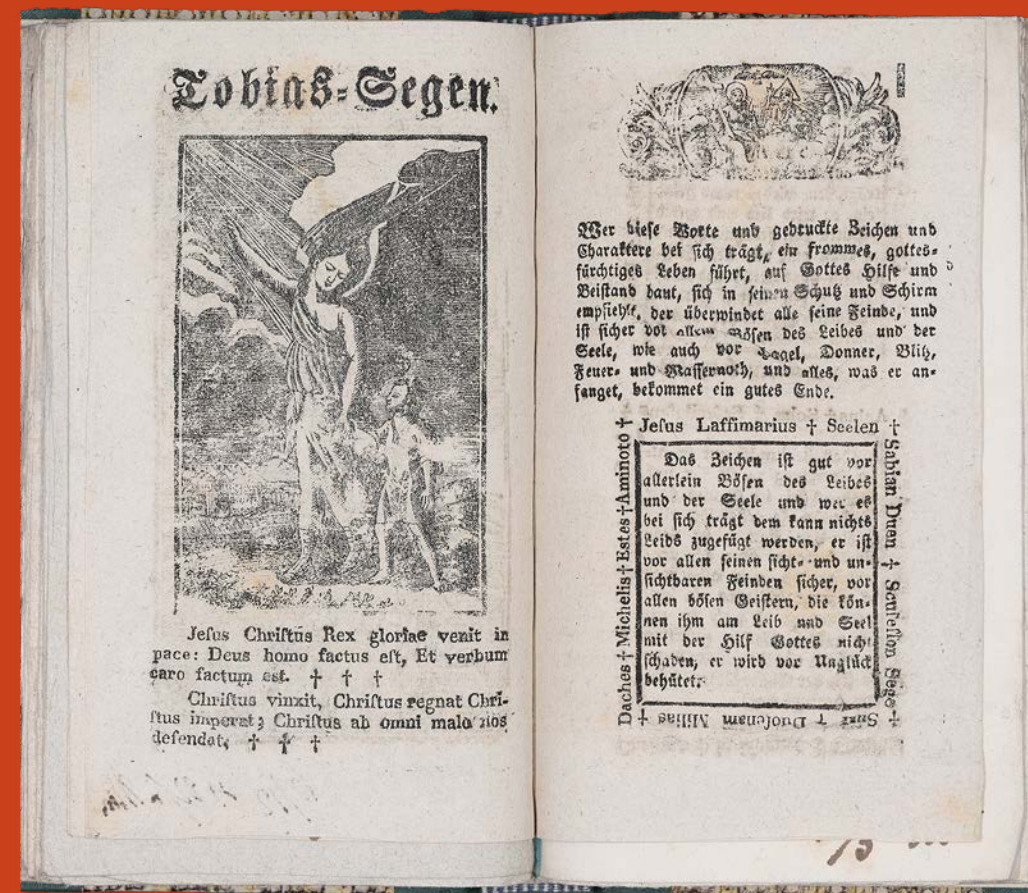 Tobias-Segen.
Jeſus Chriſtus Rex gloriae venit in
pace: Deus homo factus eſt, Et verbum
caro factum est. † † †
Chriſtus vinxit, Chriſtus regnat Chri-
ſtus imperat; Chriſtus ab omni malo nos
defendat, † † †
Wer dieſe Worte und gedruckte Zeichen und
Charaktere bei ſich trägt, ein frommes, gottes-
fürchtiges Leben führt, auf Gottes Hilfe und
Beiſtand baut, ſich in ſeinen Schutz und Schirm
empfiehlt, der überwindet alle ſeine Feinde, und
iſt ſicher vor allem Böſen des Leibes und der
Seele, wie auch vor Hagel, Donner, Blitz,
Feuer- und Waſſernoth, und alles, was er an-
fanget, bekommet ein gutes Ende.
† Jeſus Laffimarius † Seelen †
Sabian Duen † Sége †
† Duoſenam Milias †
Daches † Michelis † Eſtes † Aminoto
Das Zeichen iſt gut vor
allerlein Böſen des Leibes
und der Seele und wer es
bei ſich trägt dem kann nichts
Leids zugefügt werden, er iſt
vor allen ſeinen ſicht- und un-
ſichtbaren Feinden ſicher, vor
allen böſen Geiſtern, die kön-
nen ihm am Leib und Seel
mit der Hilf Gottes nicht
ſchaden, er wird vor Unglück
behütet.